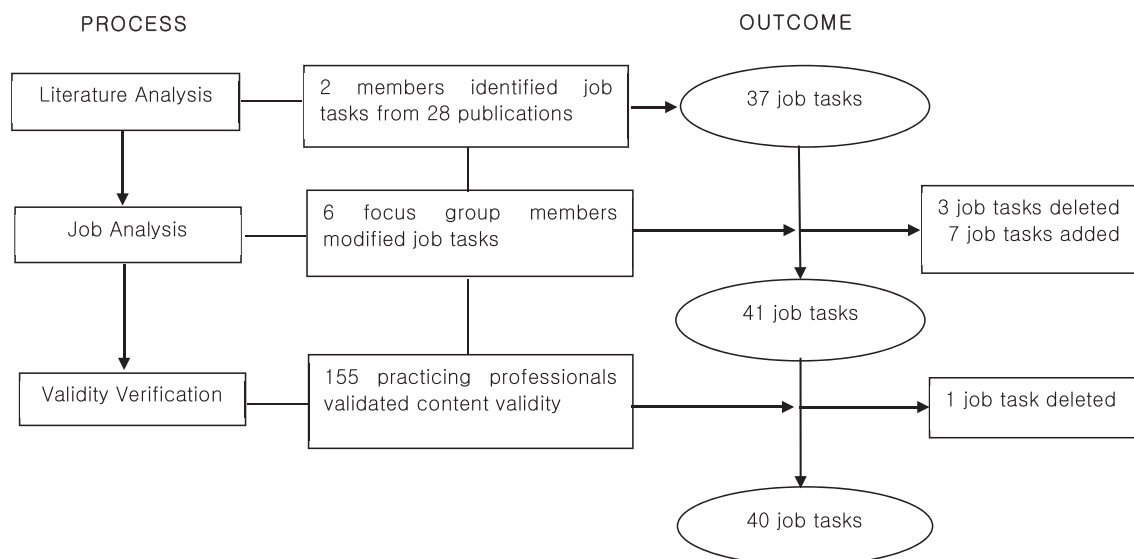 PROCESS
OUTCOME
Literature Analysis
2 members identified job
tasks from 28 publications
37 job tasks
Job Analysis
6 focus group members
modified job tasks
3 job tasks deleted
7 job tasks added
41 job tasks
Validity Verification
155 practicing professionals
validated content validity
1 job task deleted
40 job tasks